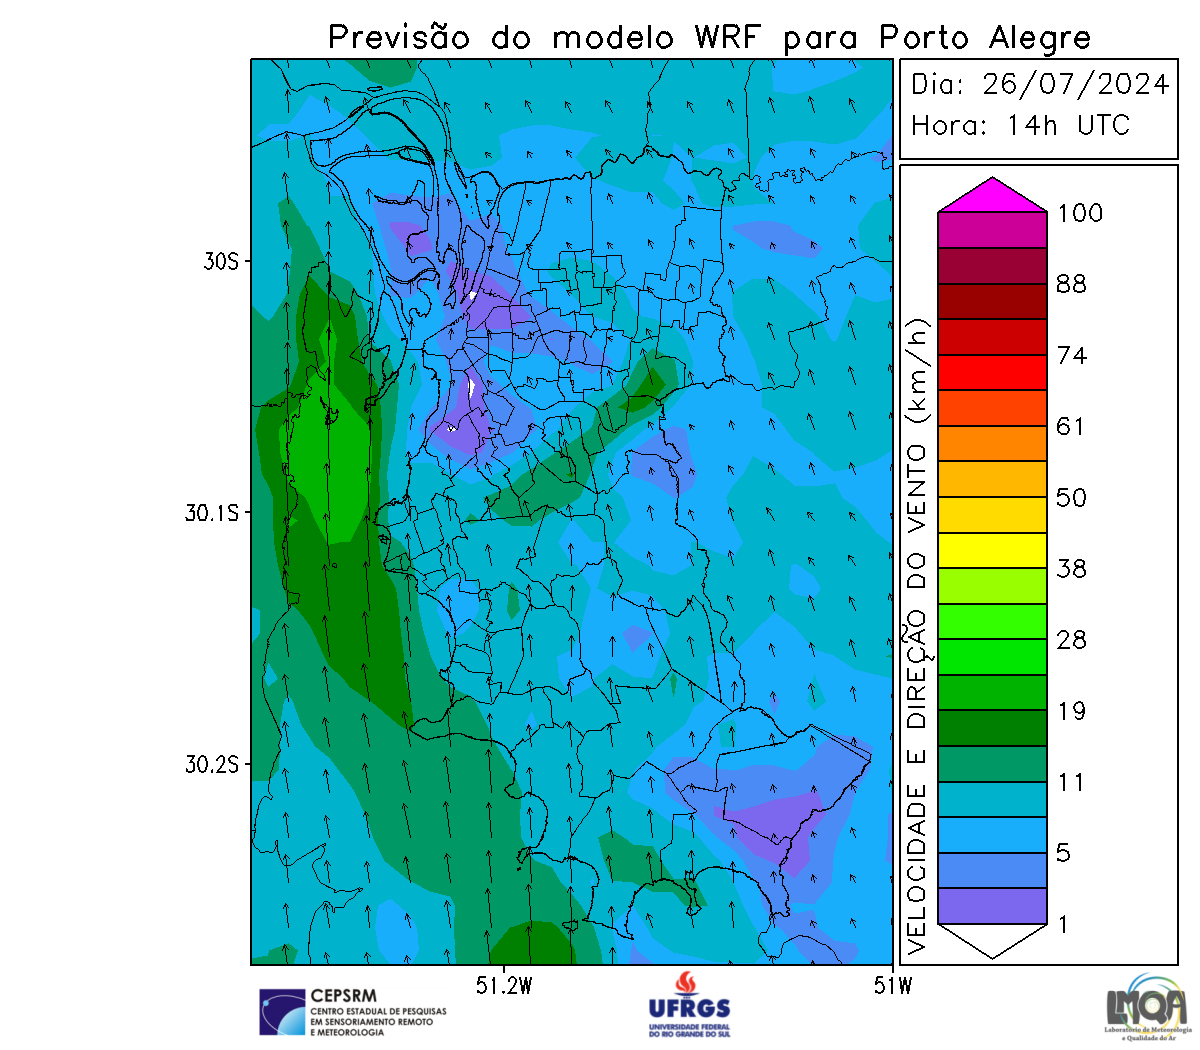 Previsão do modelo WRF para Porto Alegre
Dia: 26/07/2024
Hora: 14h UTC
30S
30.1S
30.2S
51.2W
51W
VELOCIDADE E DIREÇÃO DO VENTO (km/h)
100
88
74
61
50
38
28
19
11
5
1
CEPSRM
CENTRO ESTADUAL DE PESQUISAS
EM SENSORIAMENTO REMOTO
E METEOROLOGIA
UFRGS
UNIVERSIDADE FEDERAL
DO RIO GRANDE DO SUL
LMQA
Laboratório de Meteorologia
e Qualidade do Ar